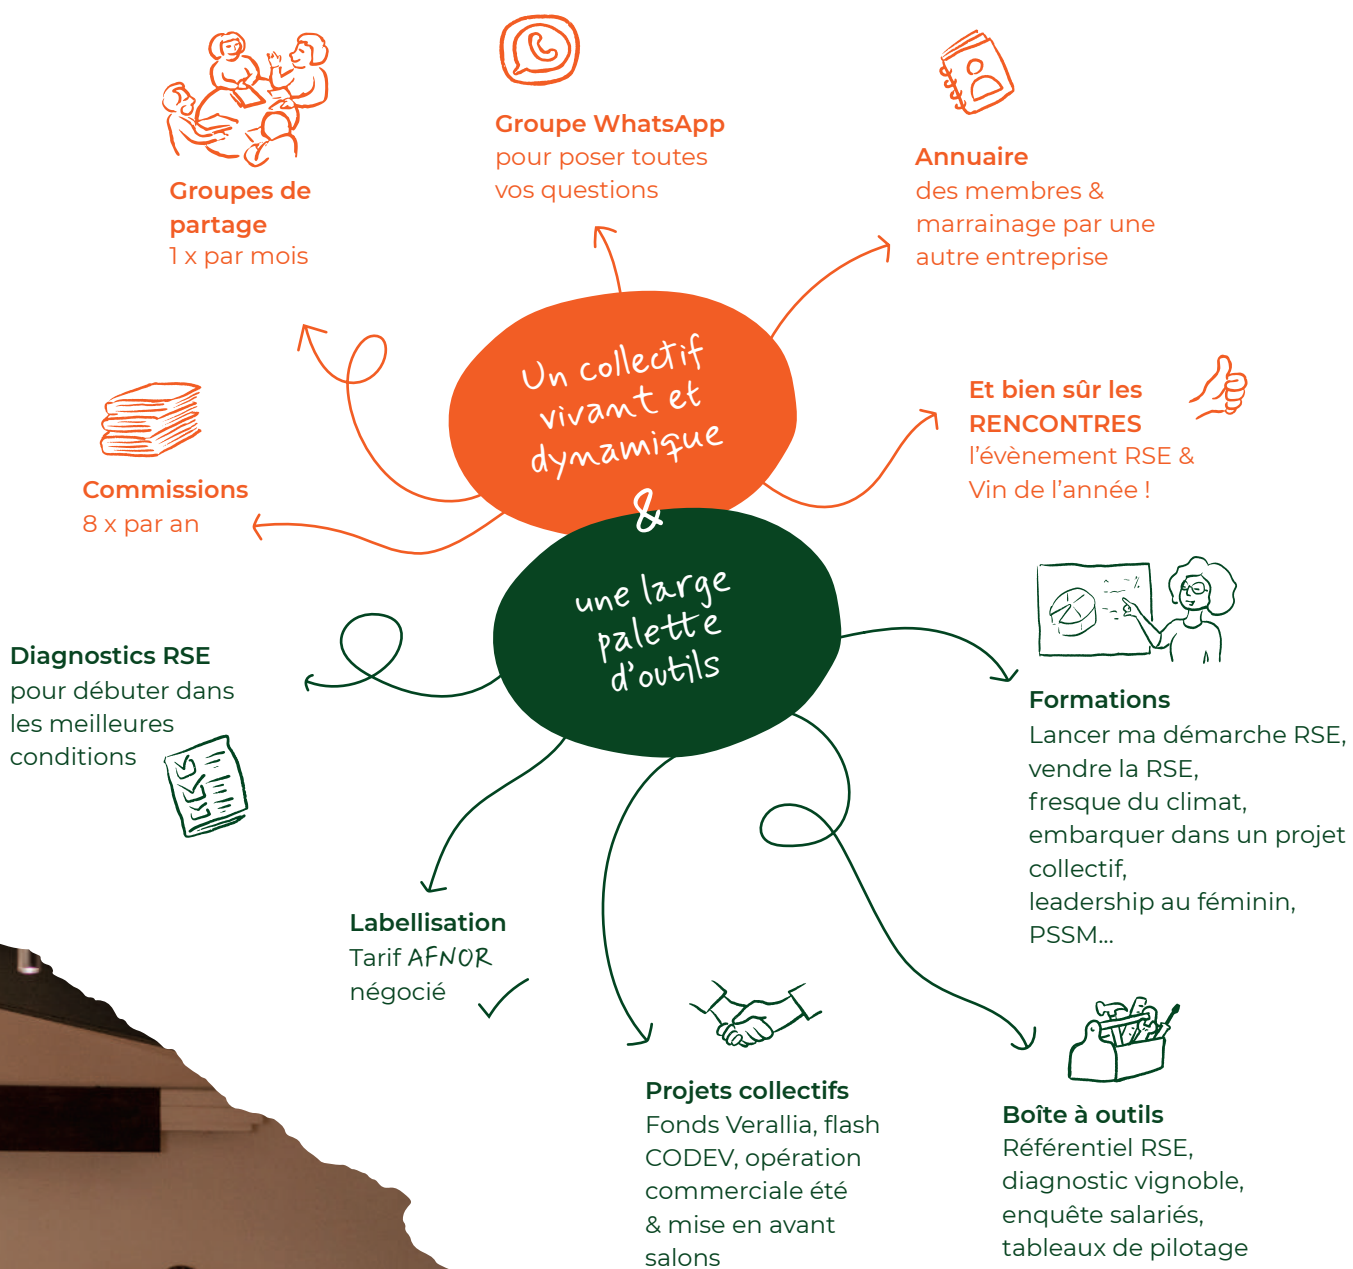 Groupe WhatsApp
pour poser toutes
vos questions
Annuaire
des membres &
marrainage par une
autre entreprise
Groupes de
partage
1 x par mois
Un collectif
vivant et
dynamique
&
une large
palette
d'outils
Et bien sûr les
RENCONTRES
l'évènement RSE &
Vin de l'année !
Commissions
8 x par an
Diagnostics RSE
pour débuter dans
les meilleures
conditions
Formations
Lancer ma démarche RSE,
vendre la RSE,
fresque du climat,
embarquer dans un projet
collectif,
leadership au féminin,
PSSM...
Labellisation
Tarif AFNOR
négocié
Projets collectifs
Fonds Verallia, flash
CODEV, opération
commerciale été
& mise en avant
salons
Boîte à outils
Référentiel RSE,
diagnostic vignoble,
enquête salariés,
tableaux de pilotage